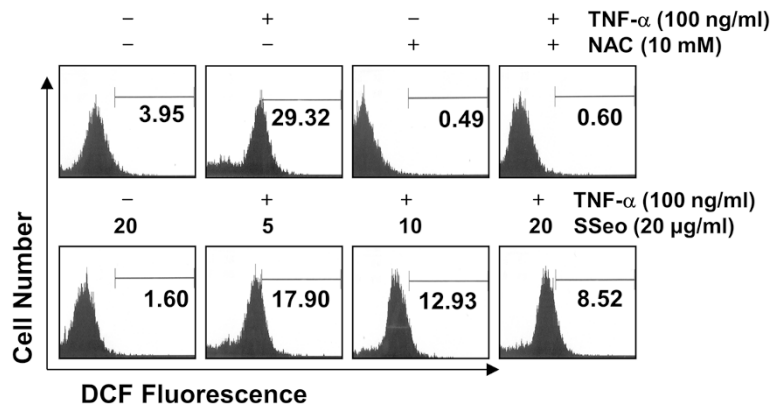 − + − + TNF-α (100 ng/ml)
− − + + NAC (10 mM)
3.95 29.32 0.49 0.60
− + + + TNF-α (100 ng/ml)
20 5 10 20 SSeo (20 µg/ml)
1.60 17.90 12.93 8.52
Cell Number
DCF Fluorescence